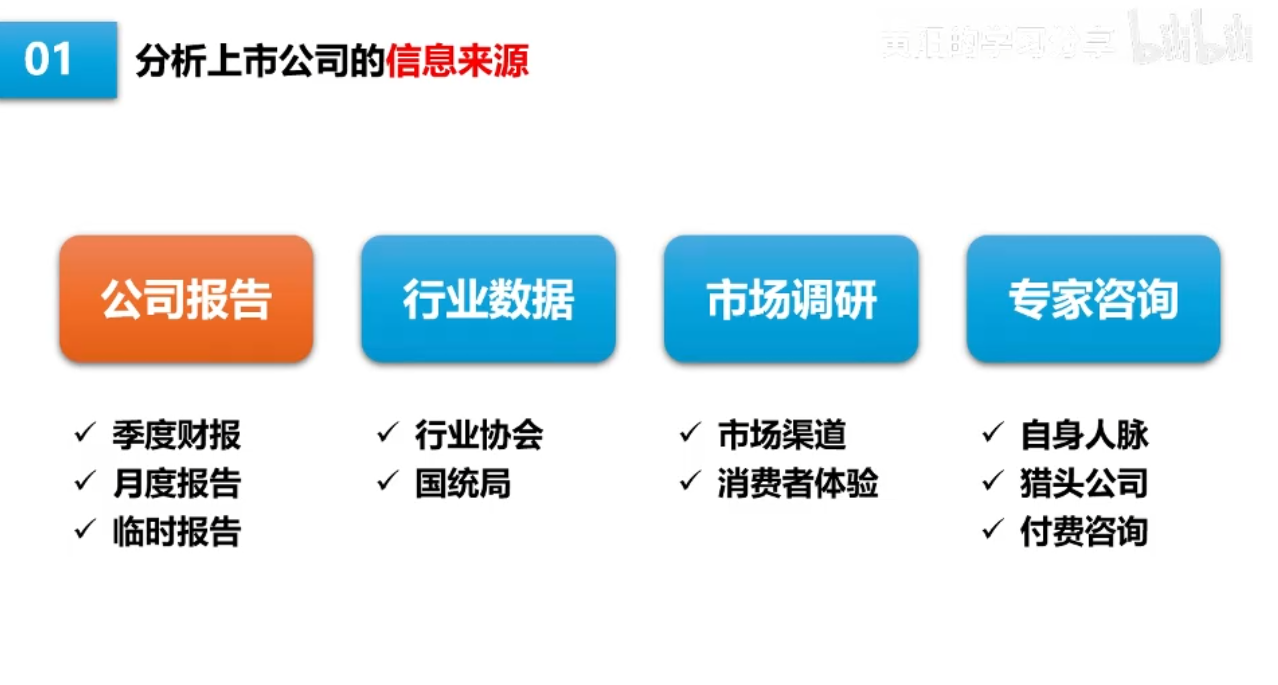 01
分析上市公司的信息来源
bilibili
公司报告
行业数据
市场调研
专家咨询
✓ 季度财报
✓ 月度报告
✓ 临时报告
✓ 行业协会
✓ 国统局
✓ 市场渠道
✓ 消费者体验
✓ 自身人脉
✓ 猎头公司
✓ 付费咨询